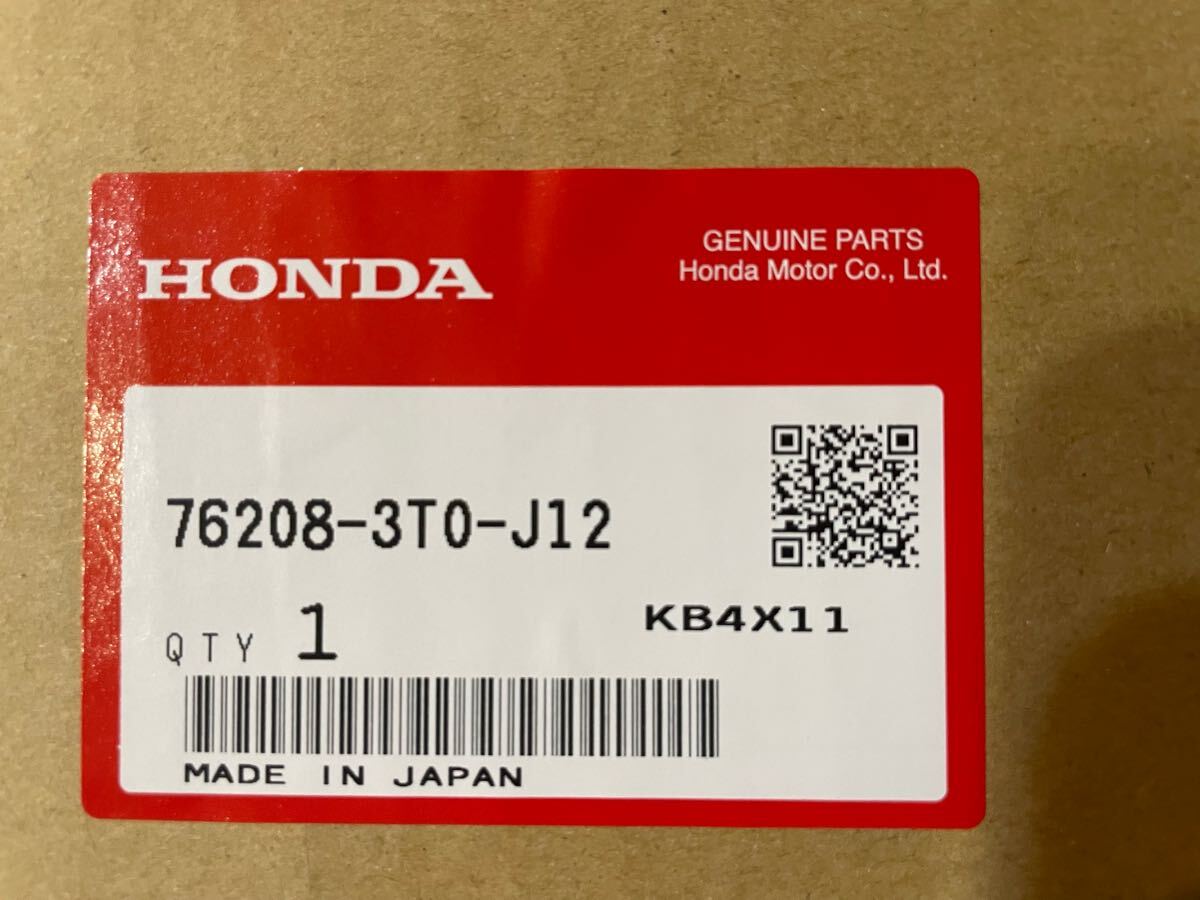 HONDA
GENUINE PARTS
Honda Motor Co., Ltd.
76208-3T0-J12
QTY 1
KB4X11
MADE IN JAPAN